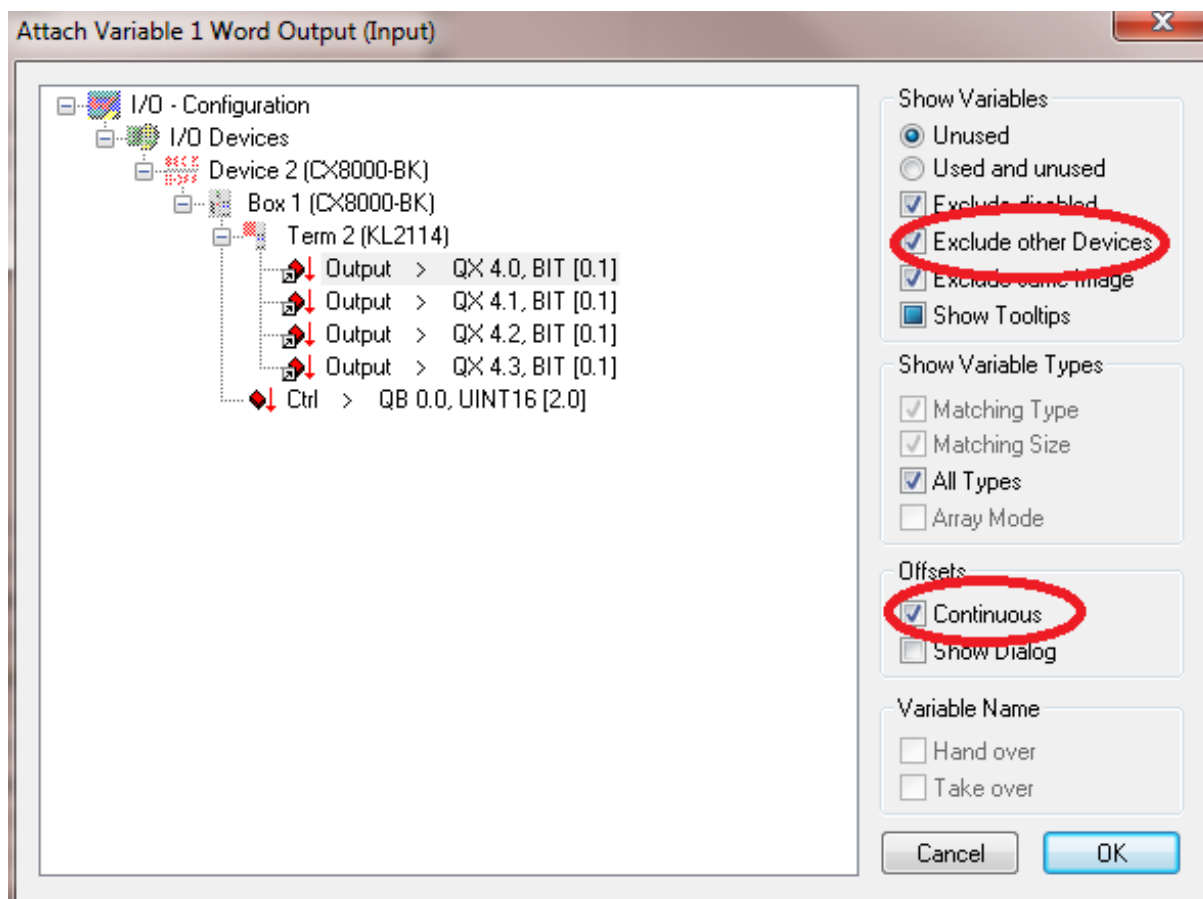 Attach Variable 1 Word Output (Input)
I/O - Configuration
I/O Devices
Device 2 (CX8000-BK)
Box 1 (CX8000-BK)
Term 2 (KL2114)
Output > QX 4.0, BIT [0.1]
Output > QX 4.1, BIT [0.1]
Output > QX 4.2, BIT [0.1]
Output > QX 4.3, BIT [0.1]
Ctrl > QB 0.0, UINT16 [2.0]
Show Variables
Unused
Used and unused
Exclude disabled
Exclude other Devices
Exclude same Image
Show Tooltips
Show Variable Types
Matching Type
Matching Size
All Types
Array Mode
Offsets
Continuous
Show Dialog
Variable Name
Hand over
Take over
Cancel
OK